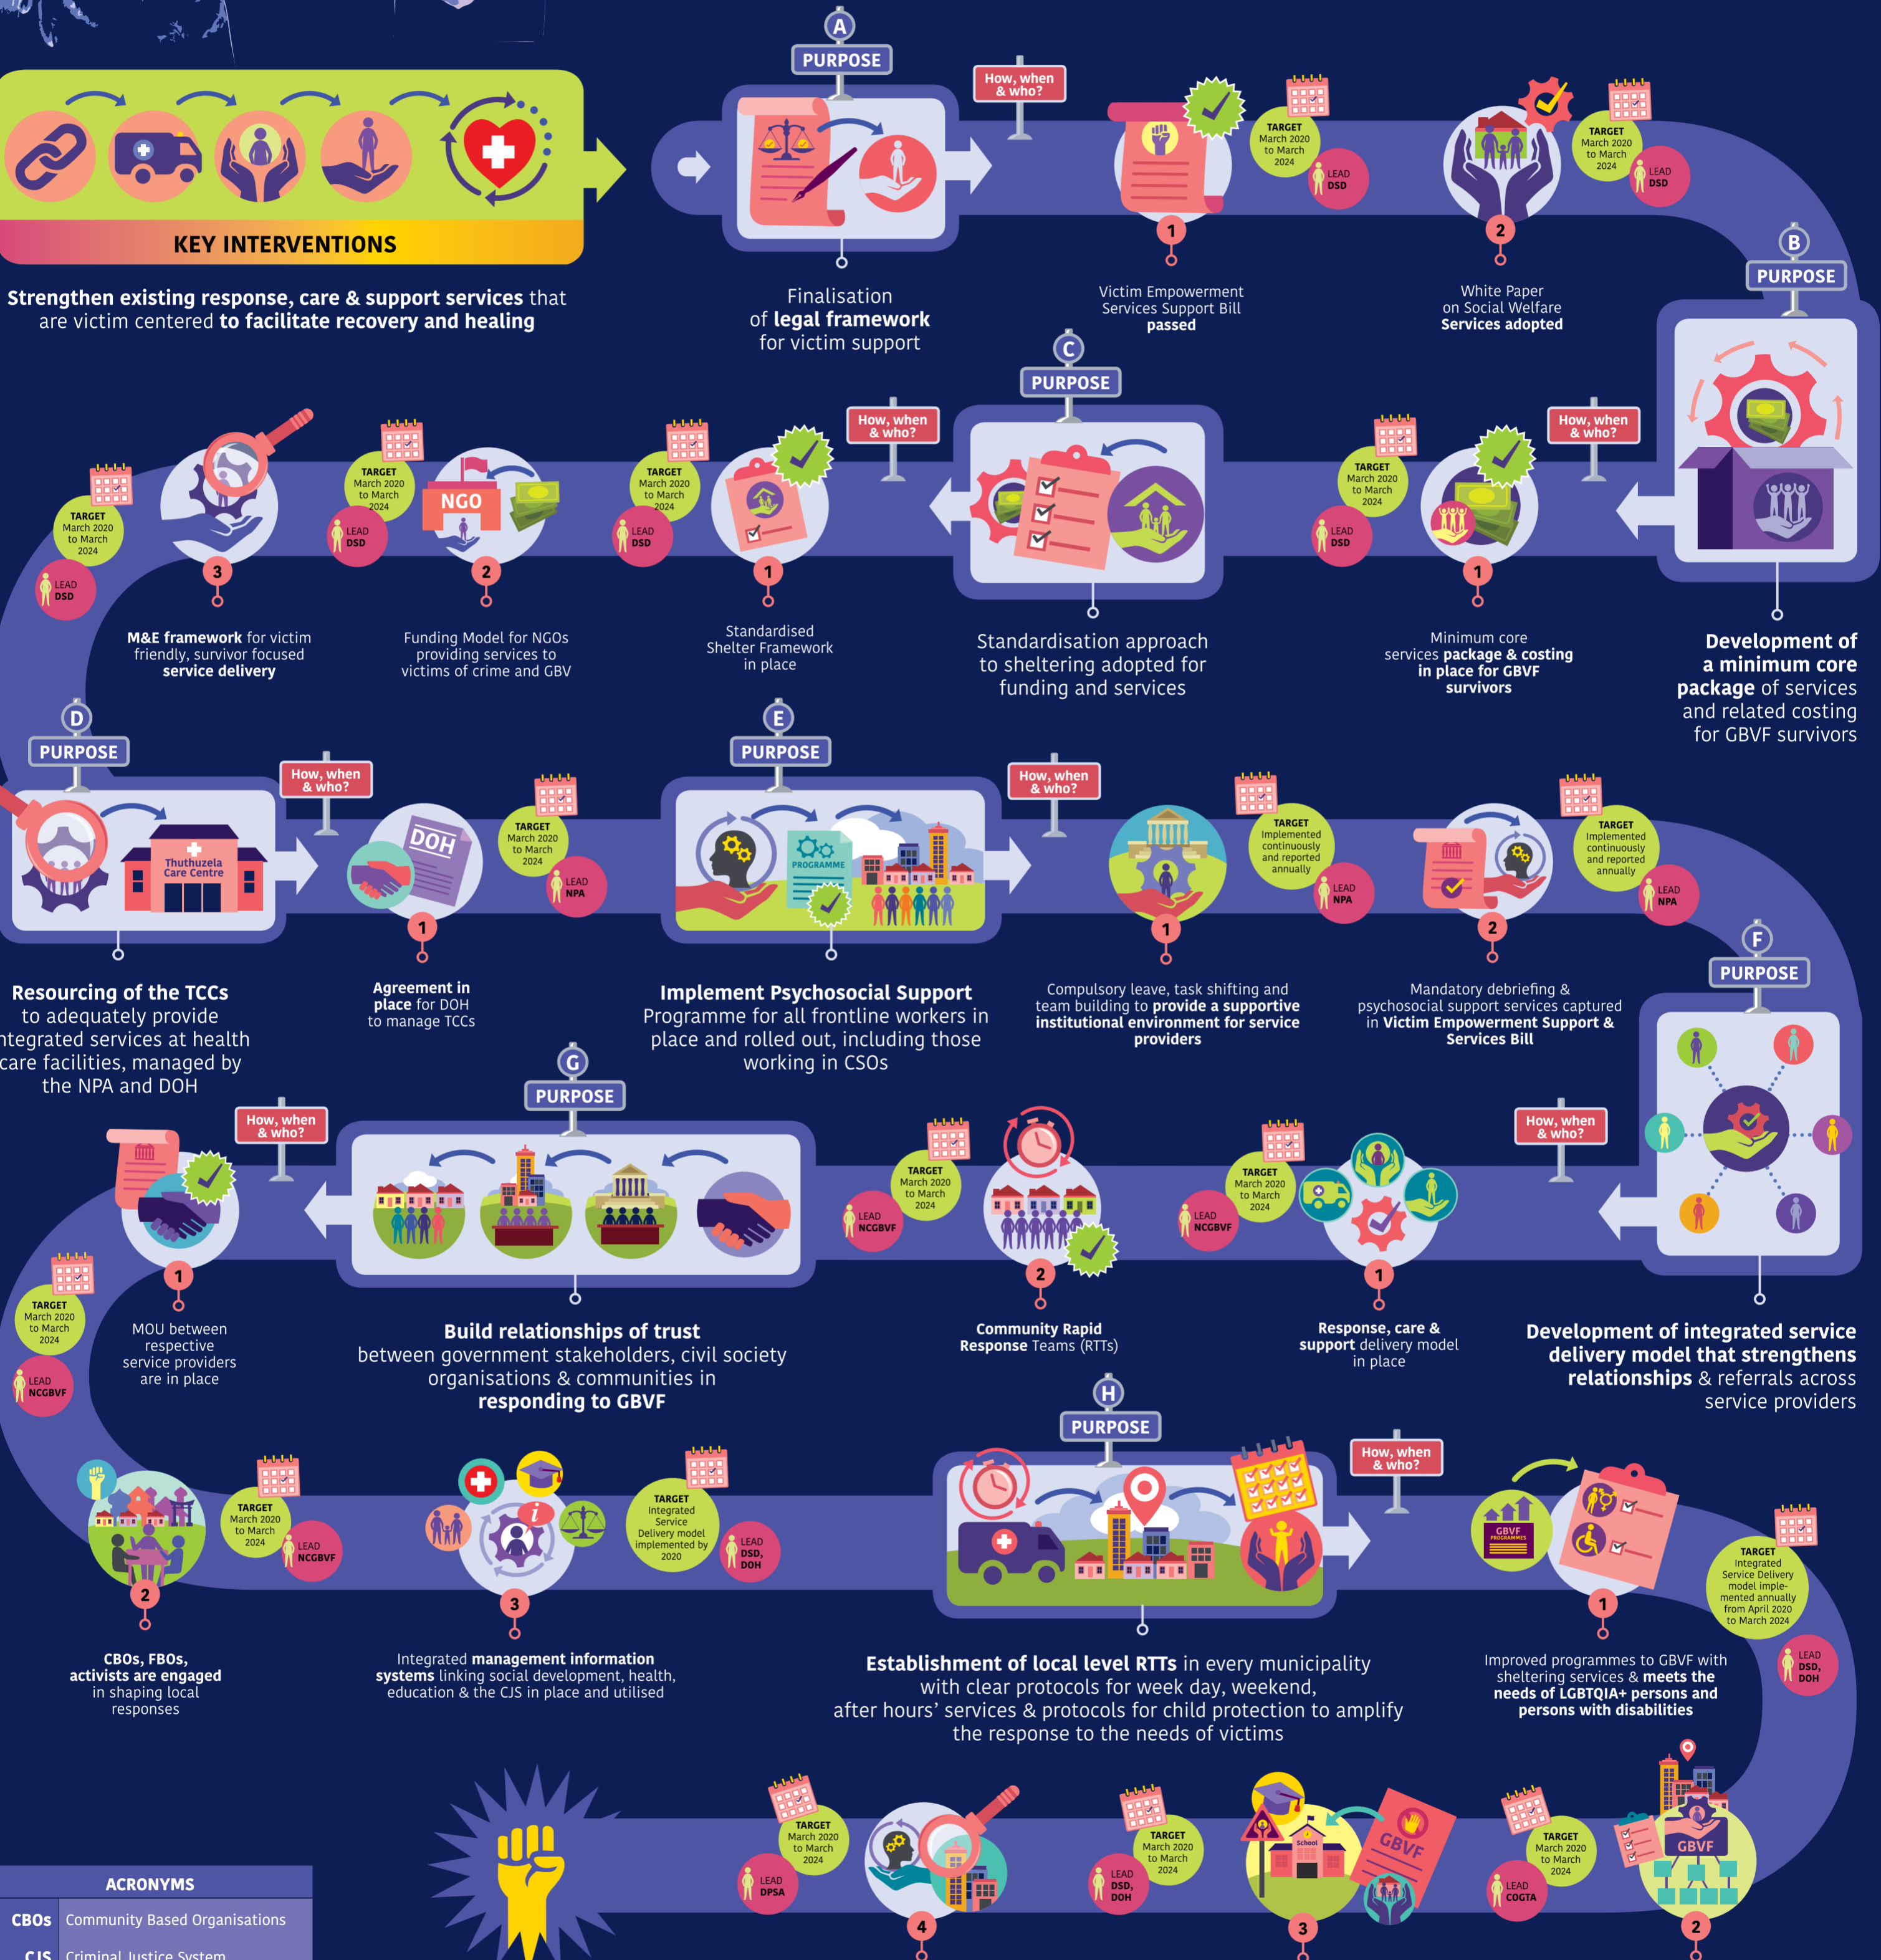 KEY INTERVENTIONS
Strengthen existing response, care & support services that
are victim centered to facilitate recovery and healing
A
PURPOSE
Finalisation
of legal framework
for victim support
How, when
& who?
1
Victim Empowerment
Services Support Bill
passed
TARGET
March 2020
to March
2024
LEAD
DSD
2
White Paper
on Social Welfare
Services adopted
TARGET
March 2020
to March
2024
LEAD
DSD
B
PURPOSE
Development of
a minimum core
package of services
and related costing
for GBVF survivors
How, when
& who?
1
Minimum core
services package & costing
in place for GBVF
survivors
TARGET
March 2020
to March
2024
LEAD
DSD
C
PURPOSE
Standardisation approach
to sheltering adopted for
funding and services
How, when
& who?
1
Standardised
Shelter Framework
in place
TARGET
March 2020
to March
2024
LEAD
DSD
NGO
2
Funding Model for NGOs
providing services to
victims of crime and GBV
TARGET
March 2020
to March
2024
LEAD
DSD
3
M&E framework for victim
friendly, survivor focused
service delivery
TARGET
March 2020
to March
2024
LEAD
DSD
D
PURPOSE
Thuthuzela
Care Centre
Resourcing of the TCCs
to adequately provide
ntegrated services at health
care facilities, managed by
the NPA and DOH
How, when
& who?
DOH
1
Agreement in
place for DOH
to manage TCCs
TARGET
March 2020
to March
2024
LEAD
NPA
E
PURPOSE
PROGRAMME
Implement Psychosocial Support
Programme for all frontline workers in
place and rolled out, including those
working in CSOs
How, when
& who?
1
Compulsory leave, task shifting and
team building to provide a supportive
institutional environment for service
providers
TARGET
Implemented
continuously
and reported
annually
LEAD
NPA
2
Mandatory debriefing &
psychosocial support services captured
in Victim Empowerment Support &
Services Bill
TARGET
Implemented
continuously
and reported
annually
LEAD
NPA
F
PURPOSE
Development of integrated service
delivery model that strengthens
relationships & referrals across
service providers
How, when
& who?
1
Response, care &
support delivery model
in place
TARGET
March 2020
to March
2024
LEAD
NCGBVF
2
Community Rapid
Response Teams (RTTs)
TARGET
March 2020
to March
2024
LEAD
NCGBVF
G
PURPOSE
Build relationships of trust
between government stakeholders, civil society
organisations & communities in
responding to GBVF
How, when
& who?
1
MOU between
respective
service providers
are in place
TARGET
March 2020
to March
2024
LEAD
NCGBVF
2
CBOs, FBOs,
activists are engaged
in shaping local
responses
TARGET
March 2020
to March
2024
LEAD
NCGBVF
i
3
Integrated management information
systems linking social development, health,
education & the CJS in place and utilised
TARGET
Integrated
Service
Delivery model
implemented by
2020
LEAD
DSD,
DOH
H
PURPOSE
Establishment of local level RTTs in every municipality
with clear protocols for week day, weekend,
after hours' services & protocols for child protection to amplify
the response to the needs of victims
How, when
& who?
GBVF
PROGRAMMES
1
Improved programmes to GBVF with
sheltering services & meets the
needs of LGBTQIA+ persons and
persons with disabilities
TARGET
Integrated
Service Delivery
model imple-
mented annually
from April 2020
to March 2024
LEAD
DSD,
DOH
GBVF
2
TARGET
March 2020
to March
2024
LEAD
COGTA
School
GBVF
3
TARGET
March 2020
to March
2024
LEAD
DSD,
DOH
4
TARGET
March 2020
to March
2024
LEAD
DPSA
ACRONYMS
CBOs Community Based Organisations
CJS Criminal Justice System